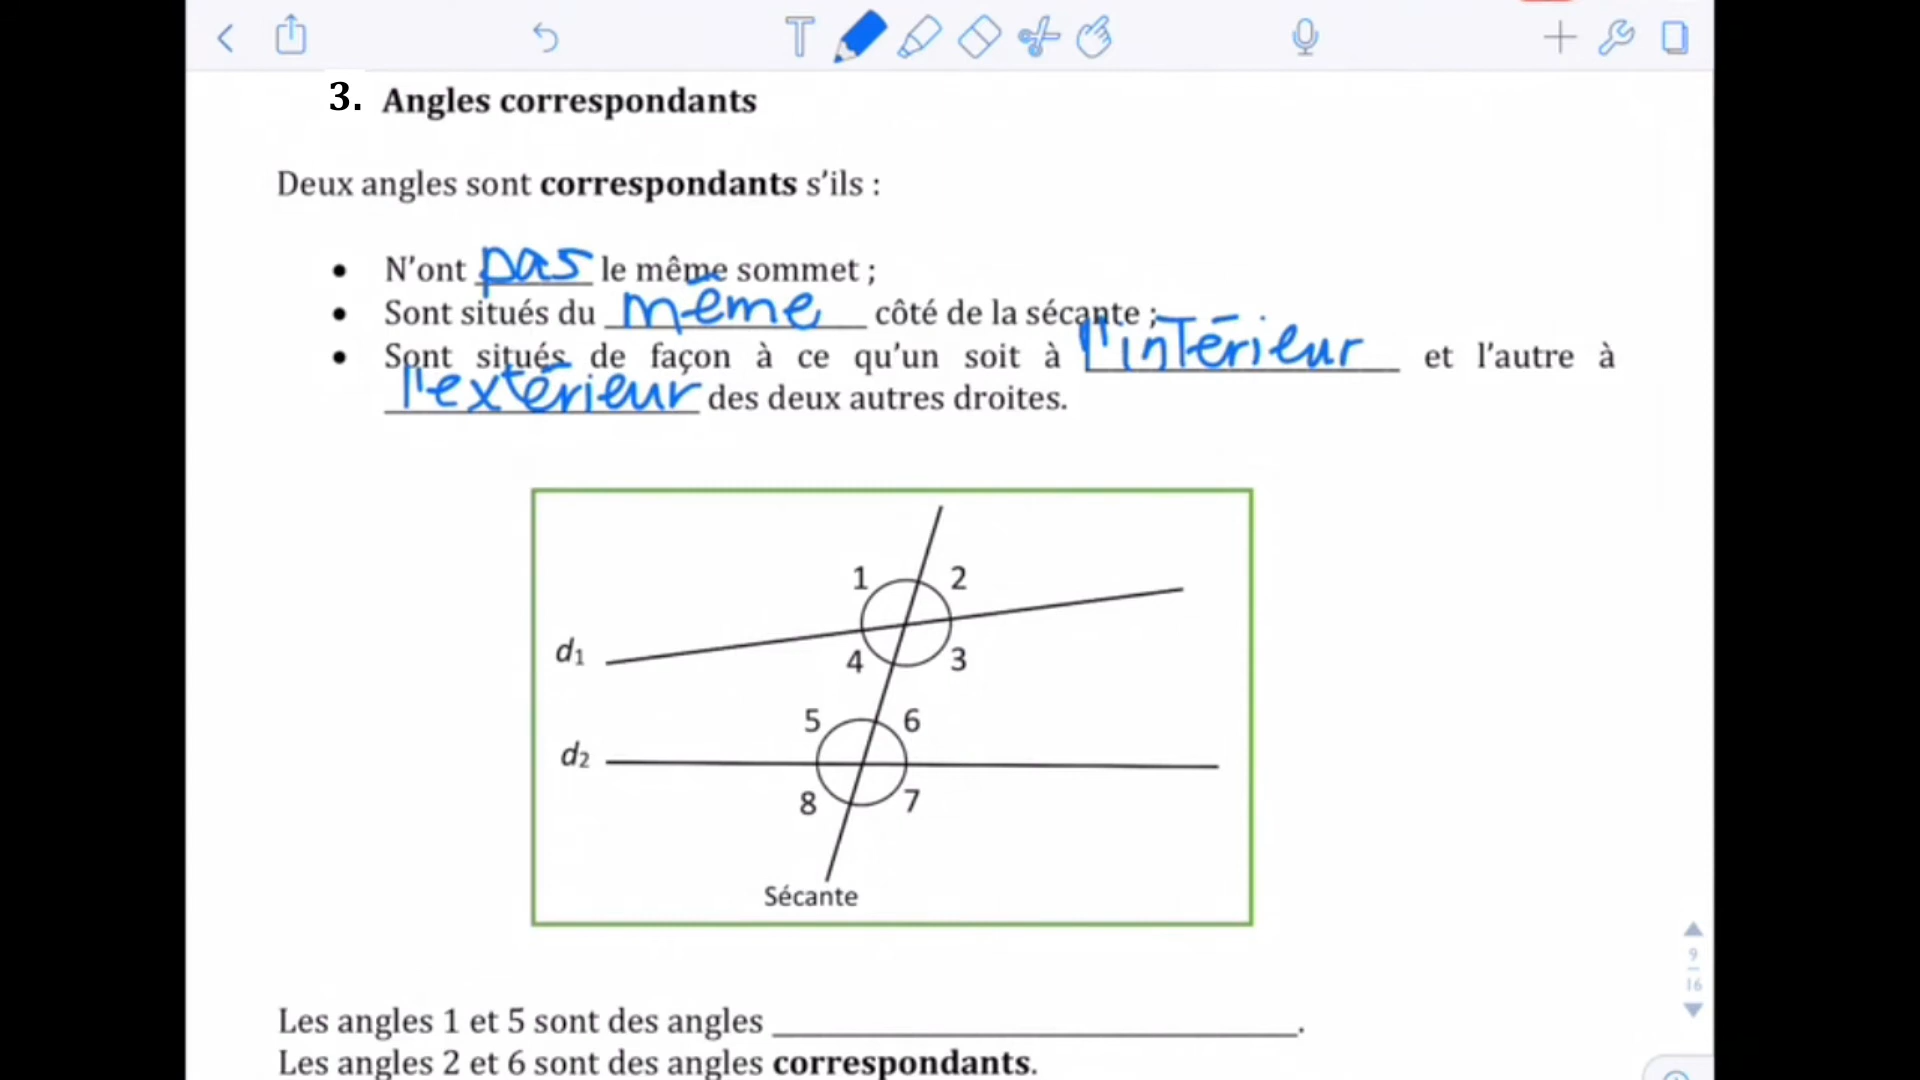 T
3. Angles correspondants
Deux angles sont correspondants s'ils :
• N'ont pas le même sommet ;
• Sont situés du même côté de la sécante ;
• Sont situés de façon à ce qu'un soit à l'intérieur et l'autre à
l'extérieur des deux autres droites.
1 2
d1
4 3
5 6
d2
8 7
Sécante
9
16
Les angles 1 et 5 sont des angles ____________________.
Les angles 2 et 6 sont des angles correspondants.